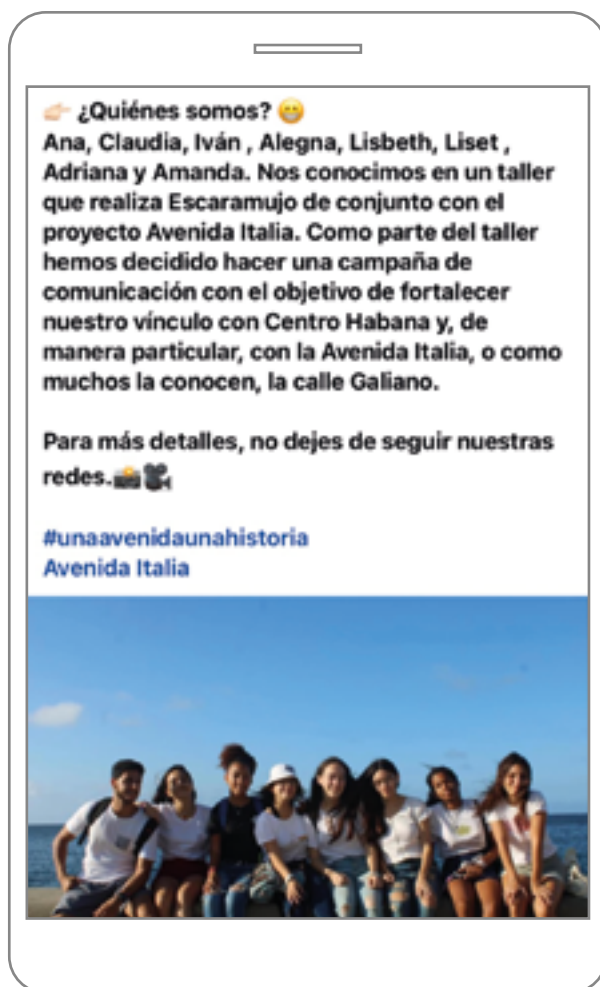 👉🏻 ¿Quiénes somos? 😁
Ana, Claudia, Iván , Alegna, Lisbeth, Liset ,
Adriana y Amanda. Nos conocimos en un taller
que realiza Escaramujo de conjunto con el
proyecto Avenida Italia. Como parte del taller
hemos decidido hacer una campaña de
comunicación con el objetivo de fortalecer
nuestro vínculo con Centro Habana y, de
manera particular, con la Avenida Italia, o como
muchos la conocen, la calle Galiano.
Para más detalles, no dejes de seguir nuestras
redes.📸🎥
#unaavenidaunahistoria
Avenida Italia